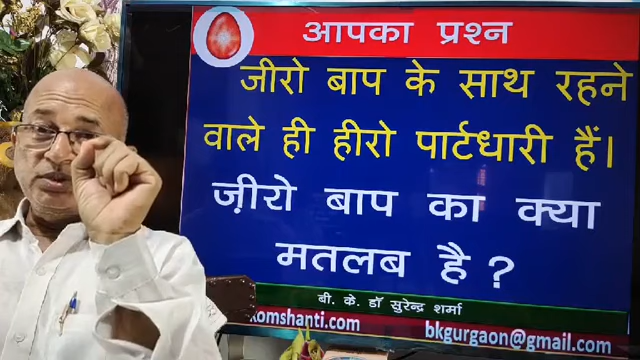 आपका प्रश्न
जीरो बाप के साथ रहने
वाले ही हीरो पार्टधारी हैं।
ज़ीरो बाप का क्या
मतलब है ?
बी. के. डॉ सुरेन्द्र शर्मा
omshanti.com bkgurgaon@gmail.com